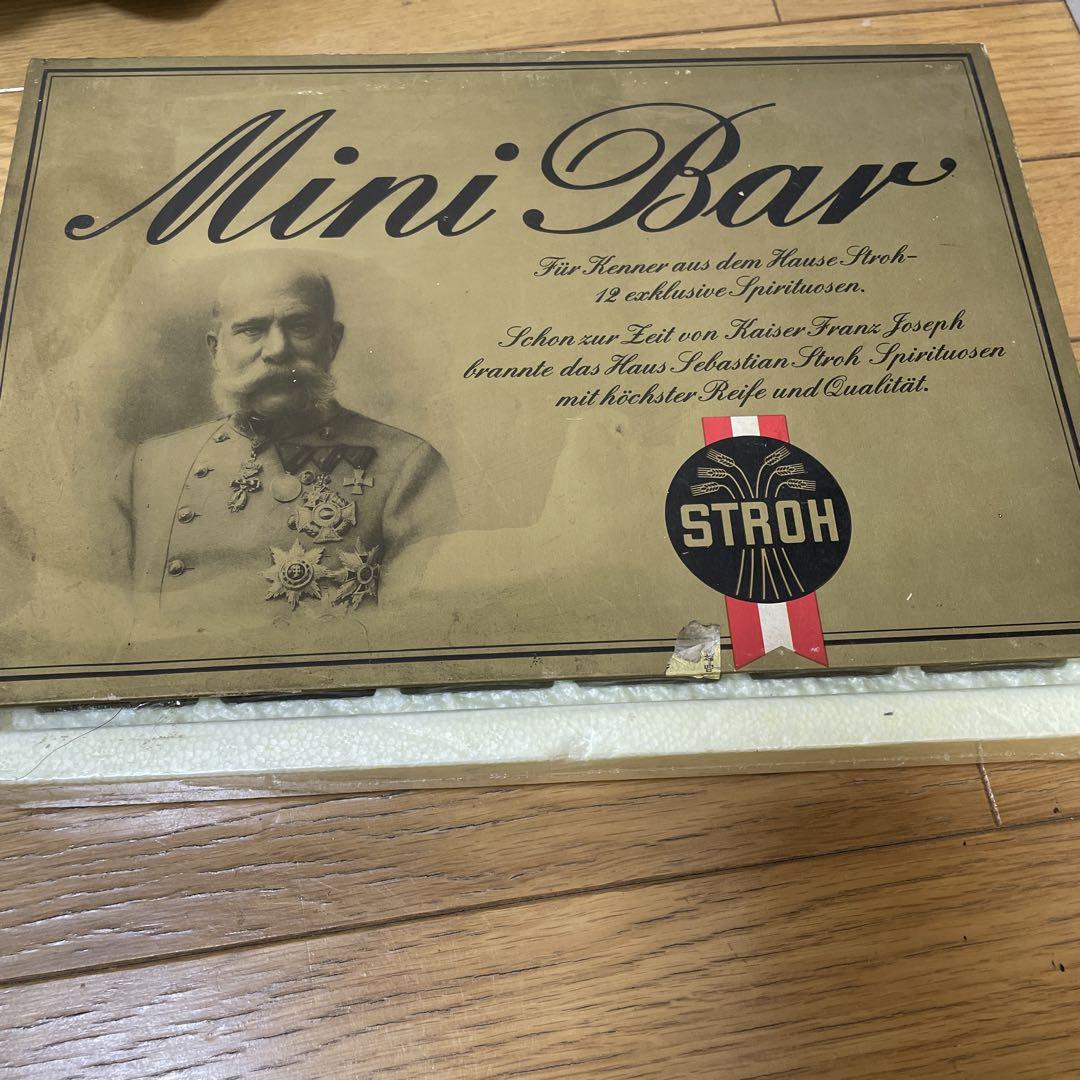 Mini Bar
Für Kenner aus dem Hause Stroh-
12 exklusive Spirituosen.
Schon zur Zeit von Kaiser Franz Joseph
brannte das Haus Sebastian Stroh Spirituosen
mit höchster Reife und Qualität.
STROH